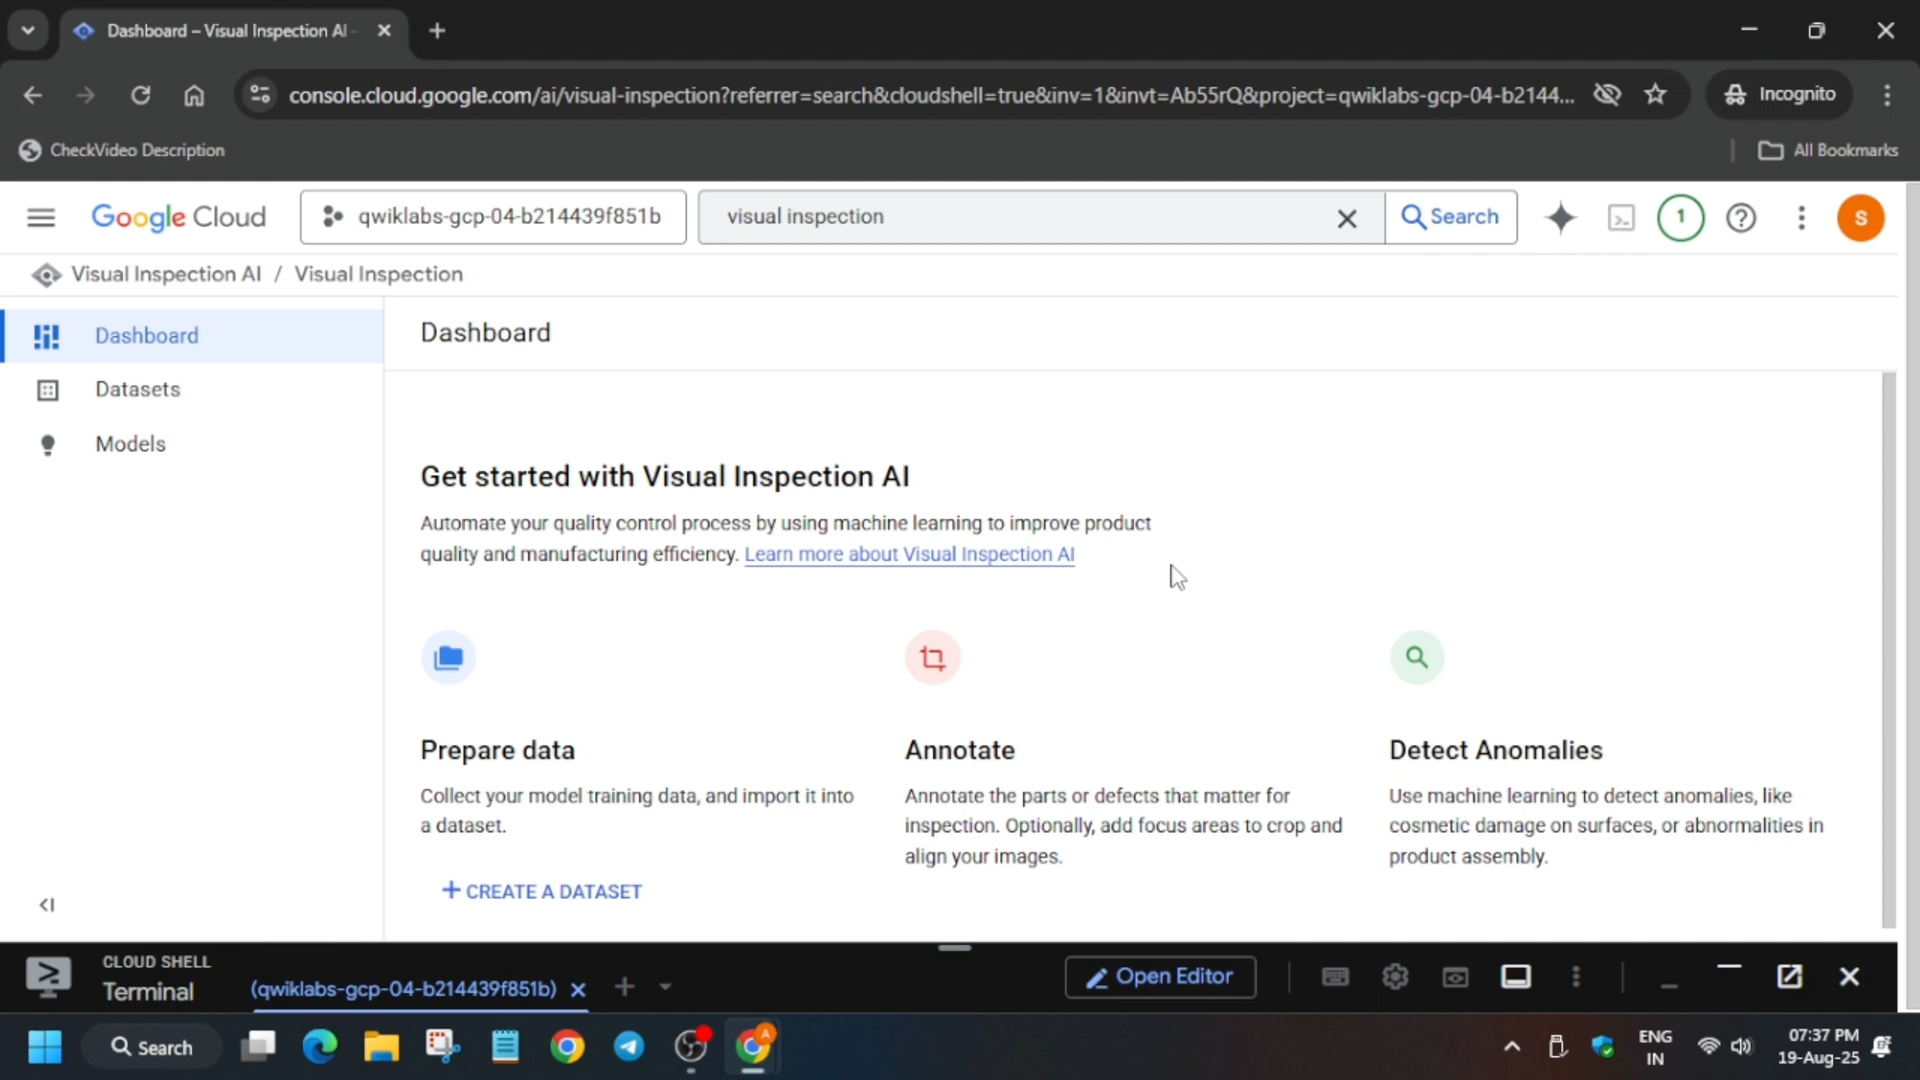 Dashboard – Visual Inspection AI -
console.cloud.google.com/ai/visual-inspection?referrer=search&cloudshell=true&inv=1&invt=Ab55rQ&project=qwiklabs-gcp-04-b2144...
Incognito
CheckVideo Description
All Bookmarks
Google Cloud
qwiklabs-gcp-04-b214439f851b
visual inspection
Search
1
S
Visual Inspection AI / Visual Inspection
Dashboard
Datasets
Models
Dashboard
Get started with Visual Inspection AI
Automate your quality control process by using machine learning to improve product
quality and manufacturing efficiency. Learn more about Visual Inspection AI
Prepare data
Collect your model training data, and import it into
a dataset.
+ CREATE A DATASET
Annotate
Annotate the parts or defects that matter for
inspection. Optionally, add focus areas to crop and
align your images.
Detect Anomalies
Use machine learning to detect anomalies, like
cosmetic damage on surfaces, or abnormalities in
product assembly.
CLOUD SHELL
Terminal
(qwiklabs-gcp-04-b214439f851b)
Open Editor
Search
A
ENG
IN
07:37 PM
19-Aug-25